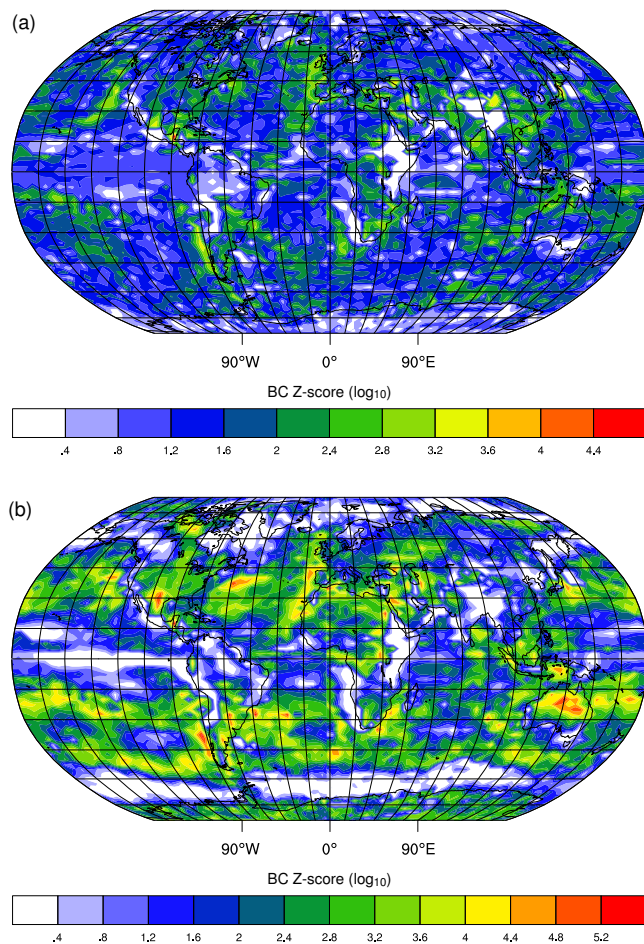 (a)
90°W 0° 90°E
BC Z-score (log₁₀)
.4 .8 1.2 1.6 2 2.4 2.8 3.2 3.6 4 4.4
(b)
90°W 0° 90°E
BC Z-score (log₁₀)
.4 .8 1.2 1.6 2 2.4 2.8 3.2 3.6 4 4.4 4.8 5.2